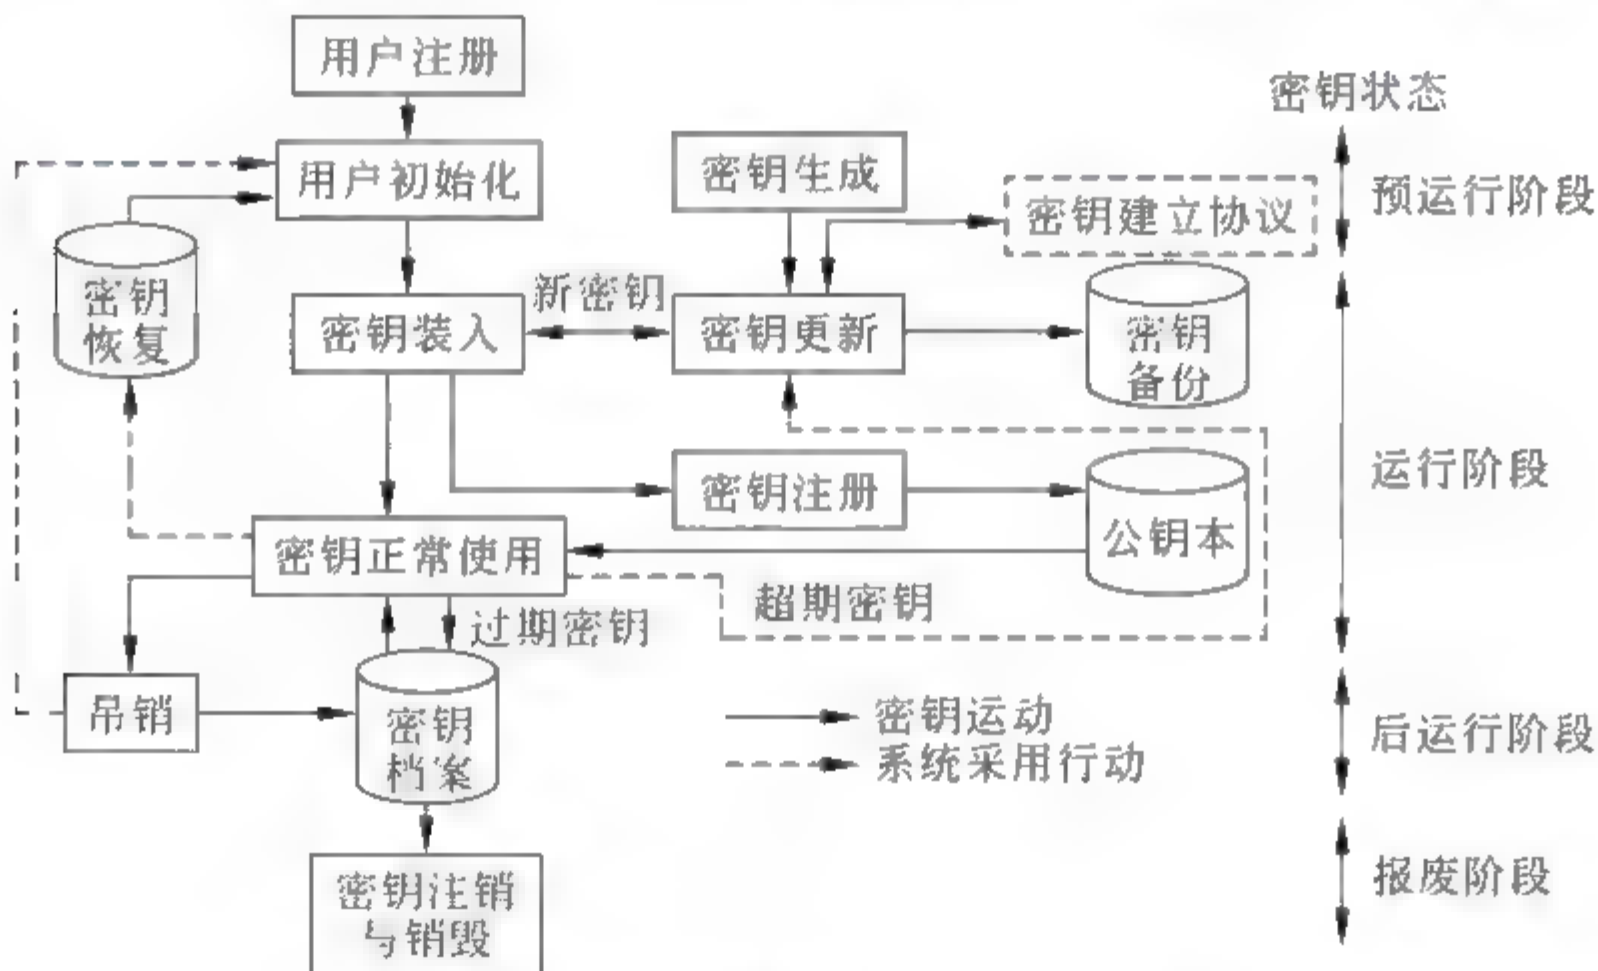 用户注册
密钥状态
用户初始化
密钥生成
密钥建立协议
预运行阶段
密钥
恢复
密钥装入
新密钥
密钥更新
密钥
备份
密钥注册
公钥本
运行阶段
密钥正常使用
过期密钥
超期密钥
吊销
密钥
档案
密钥运动
系统采用行动
后运行阶段
密钥注销
与销毁
报废阶段